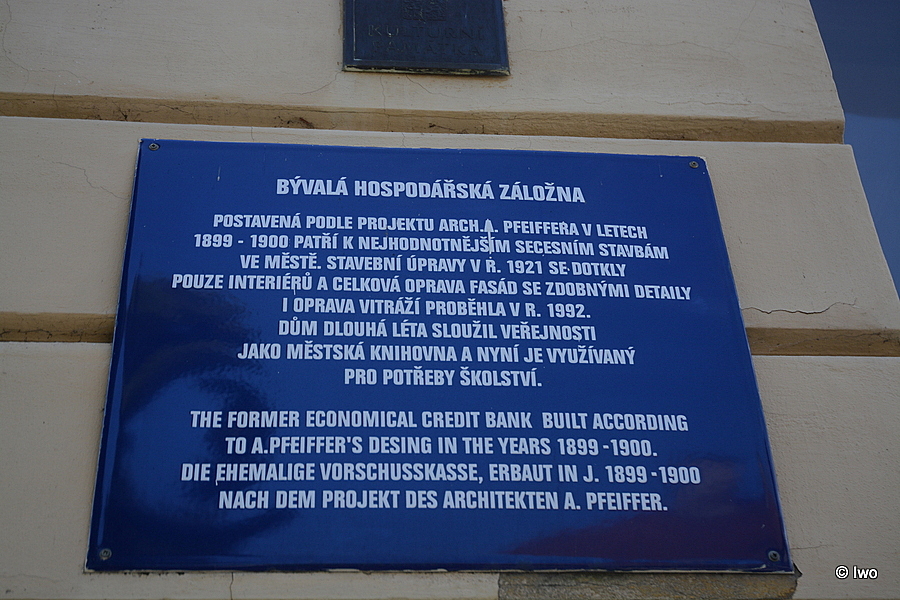 KULTURNÍ
PAMÁTKA
BÝVALÁ HOSPODÁŘSKÁ ZÁLOŽNA
POSTAVENÁ PODLE PROJEKTU ARCH.A. PFEIFFERA V LETECH
1899 - 1900 PATŘÍ K NEJHODNOTNĚJŠÍM SECESNÍM STAVBÁM
VE MĚSTĚ. STAVEBNÍ ÚPRAVY V R. 1921 SE DOTKLY
POUZE INTERIÉRŮ A CELKOVÁ OPRAVA FASÁD SE ZDOBNÝMI DETAILY
I OPRAVA VITRÁŽÍ PROBĚHLA V R. 1992.
DŮM DLOUHÁ LÉTA SLOUŽIL VEŘEJNOSTI
JAKO MĚSTSKÁ KNIHOVNA A NYNÍ JE VYUŽÍVANÝ
PRO POTŘEBY ŠKOLSTVÍ.
THE FORMER ECONOMICAL CREDIT BANK BUILT ACCORDING
TO A.PFEIFFER'S DESING IN THE YEARS 1899 -1900.
DIE EHEMALIGE VORSCHUSSKASSE, ERBAUT IN J. 1899 -1900
NACH DEM PROJEKT DES ARCHITEKTEN A. PFEIFFER.
© Iwo